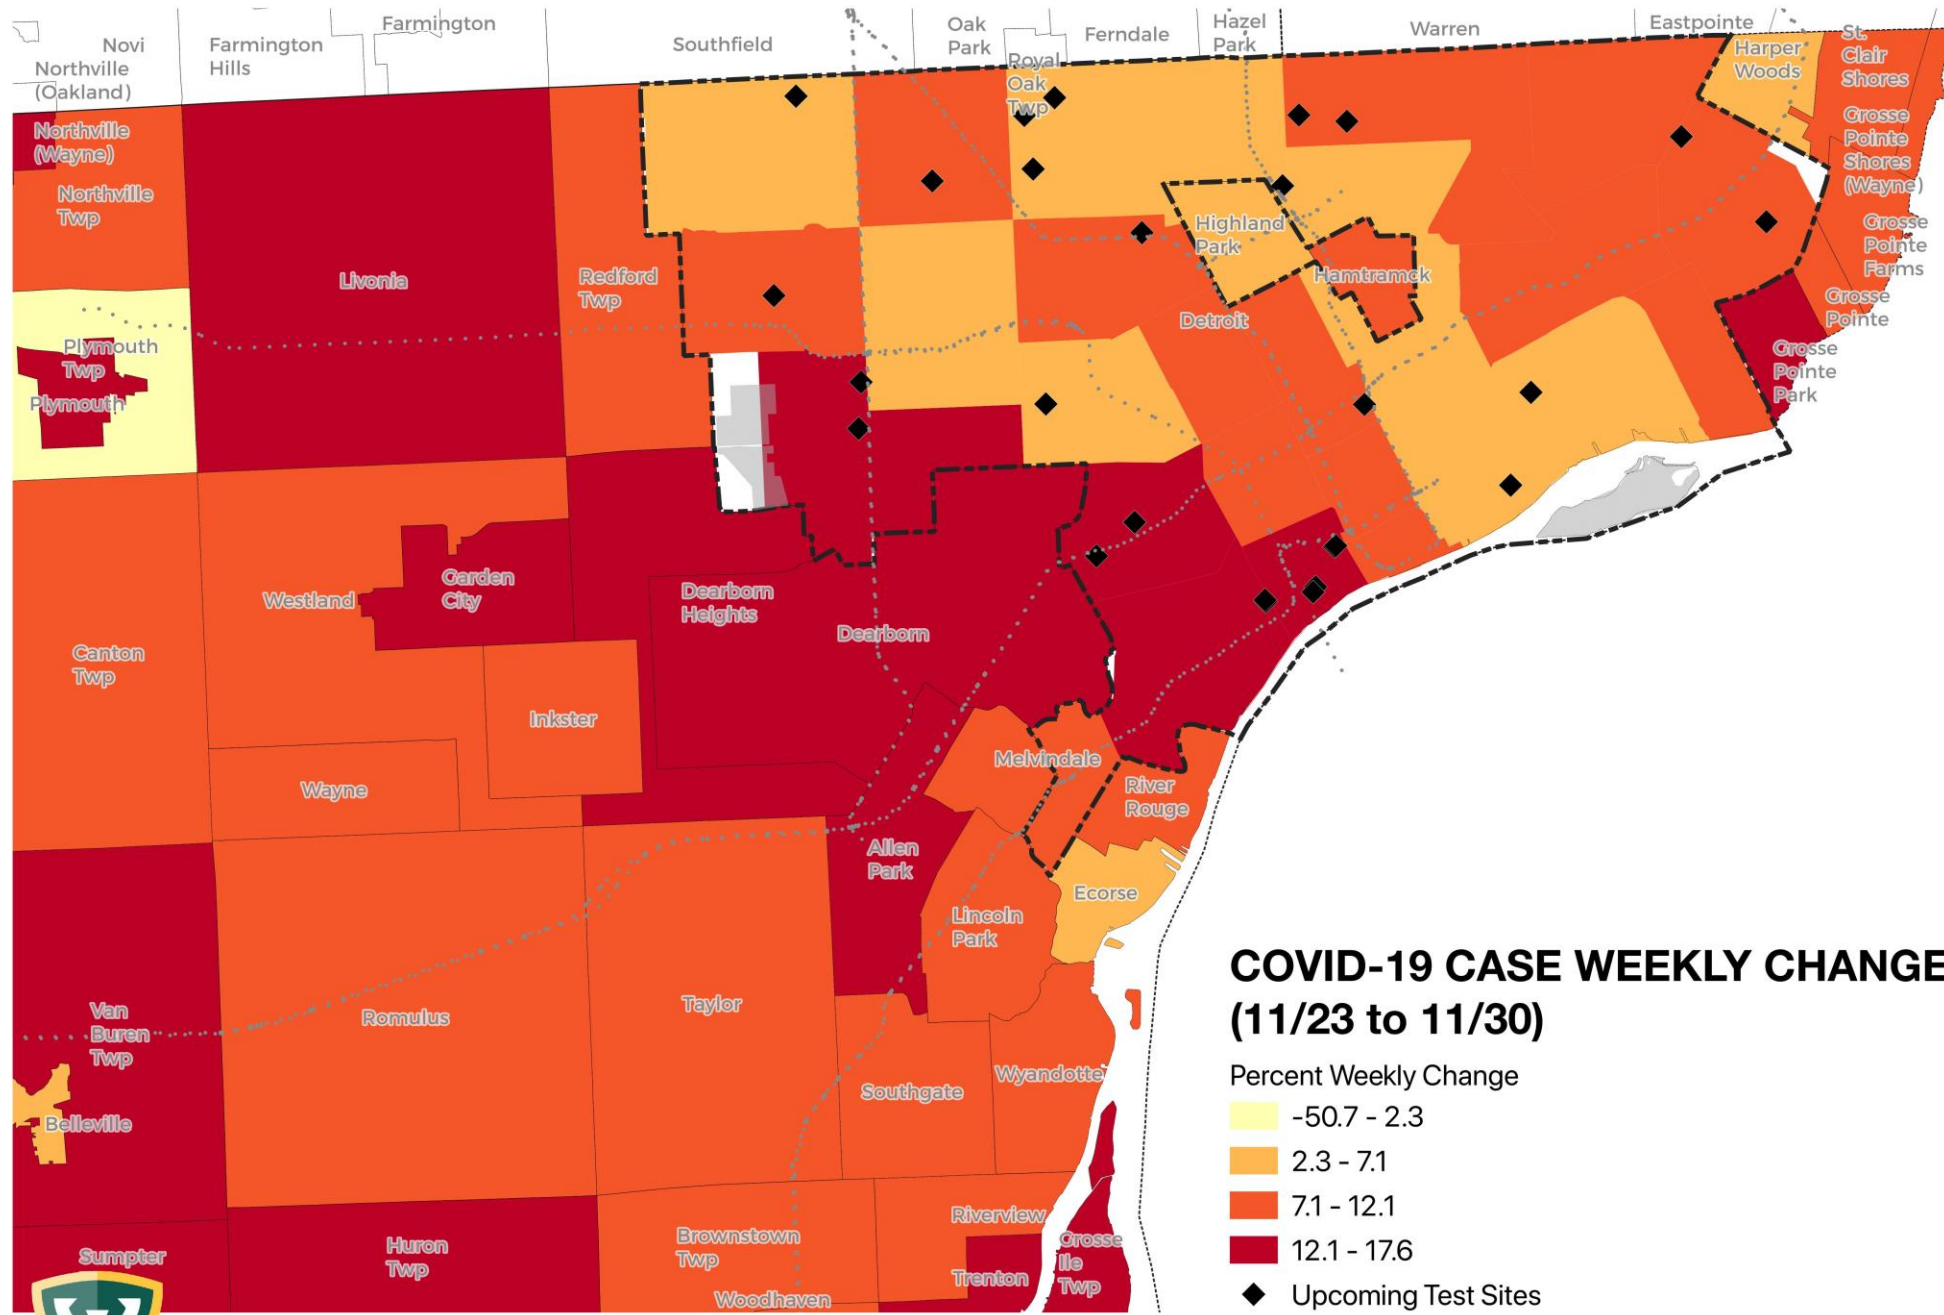 Farmington
Novi
Farmington
Hills
Southfield
Oak
Park
Ferndale
Hazel
Park
Warren
Eastpointe
Northville
(Oakland)
Royal
Oak
Twp
Harper
Woods
St.
Clair
Shores
Northville
(Wayne)
Northville
Twp
Grosse
Pointe
Shores
(Wayne)
Livonia
Redford
Twp
Highland
Park
Hamtramck
Detroit
Grosse
Pointe
Farms
Grosse
Pointe
Grosse
Pointe
Park
Plymouth
Twp
Plymouth
Westland
Garden
City
Dearborn
Heights
Dearborn
Canton
Twp
Inkster
Wayne
Melvindale
River
Rouge
Allen
Park
Ecorse
Lincoln
Park
Van
Buren
Twp
Romulus
Taylor
Belleville
Southgate
Wyandotte
Sumpter
Huron
Twp
Brownstown
Twp
Woodhaven
Riverview
Trenton
Grosse
Ile
Twp
COVID-19 CASE WEEKLY CHANGE
(11/23 to 11/30)
Percent Weekly Change
-50.7 - 2.3
2.3 - 7.1
7.1 - 12.1
12.1 - 17.6
Upcoming Test Sites